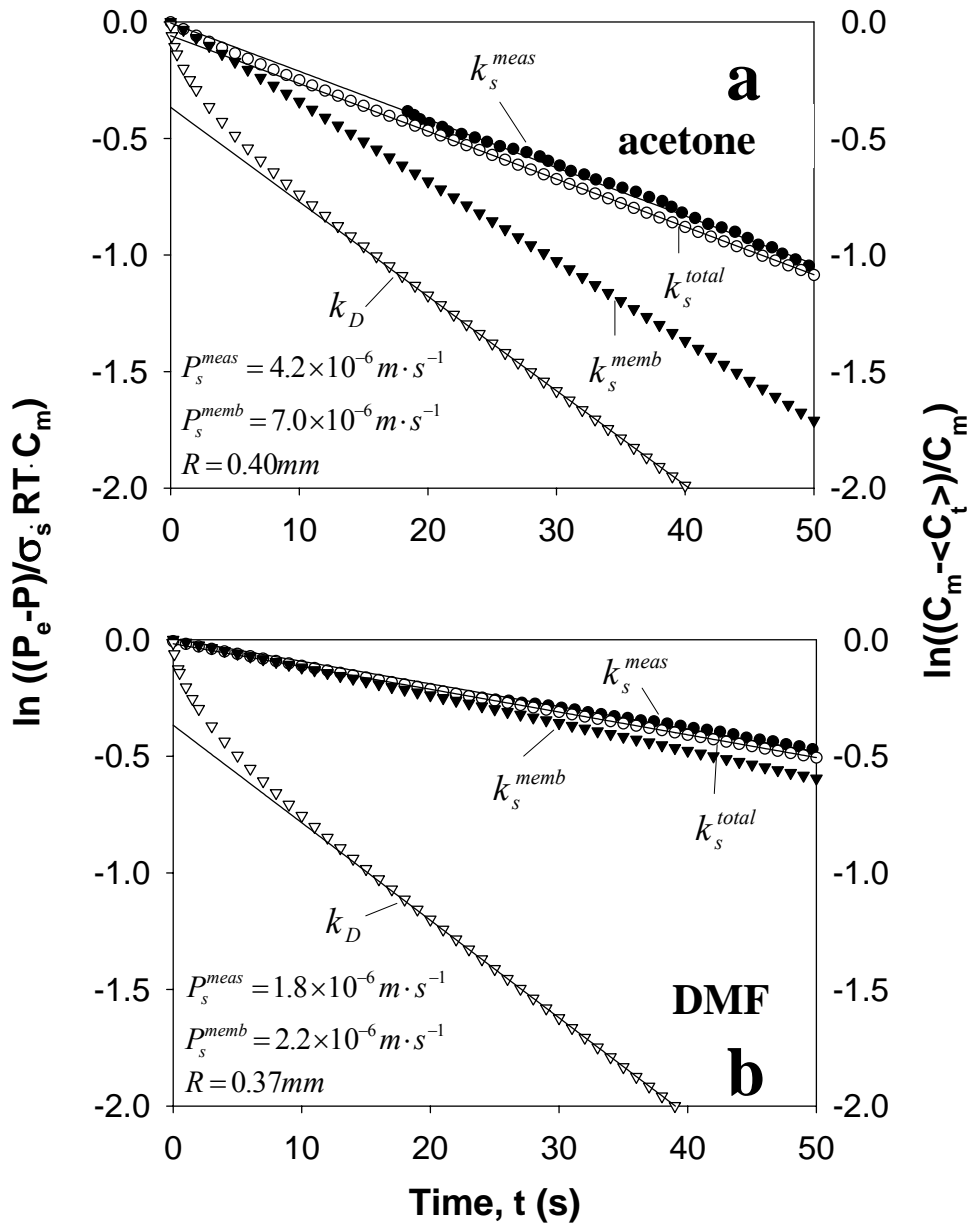 ln ((P_e-P)/σ_s·RT·C_m)
ln((C_m-<C_t>)/C_m)
0.0
-0.5
-1.0
-1.5
-2.0
0.0
-0.5
-1.0
-1.5
-2.0
a
acetone
k_s^meas
k_s^total
k_s^memb
k_D
P_s^meas = 4.2×10^−6 m·s^−1
P_s^memb = 7.0×10^−6 m·s^−1
R = 0.40mm
0 10 20 30 40 50
0.0
-0.5
-1.0
-1.5
-2.0
0.0
-0.5
-1.0
-1.5
-2.0
k_s^meas
k_s^memb
k_s^total
k_D
P_s^meas = 1.8×10^−6 m·s^−1
P_s^memb = 2.2×10^−6 m·s^−1
R = 0.37mm
DMF
b
0 10 20 30 40 50
Time, t (s)